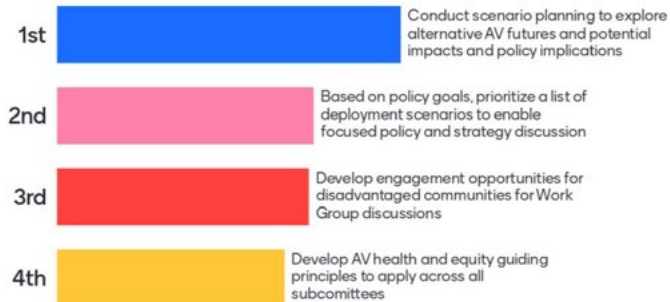 1st
Conduct scenario planning to explore
alternative AV futures and potential
impacts and policy implications
2nd
Based on policy goals, prioritize a list of
deployment scenarios to enable
focused policy and strategy discussion
3rd
Develop engagement opportunities for
disadvantaged communities for Work
Group discussions
4th
Develop AV health and equity guiding
principles to apply across all
subcomittees